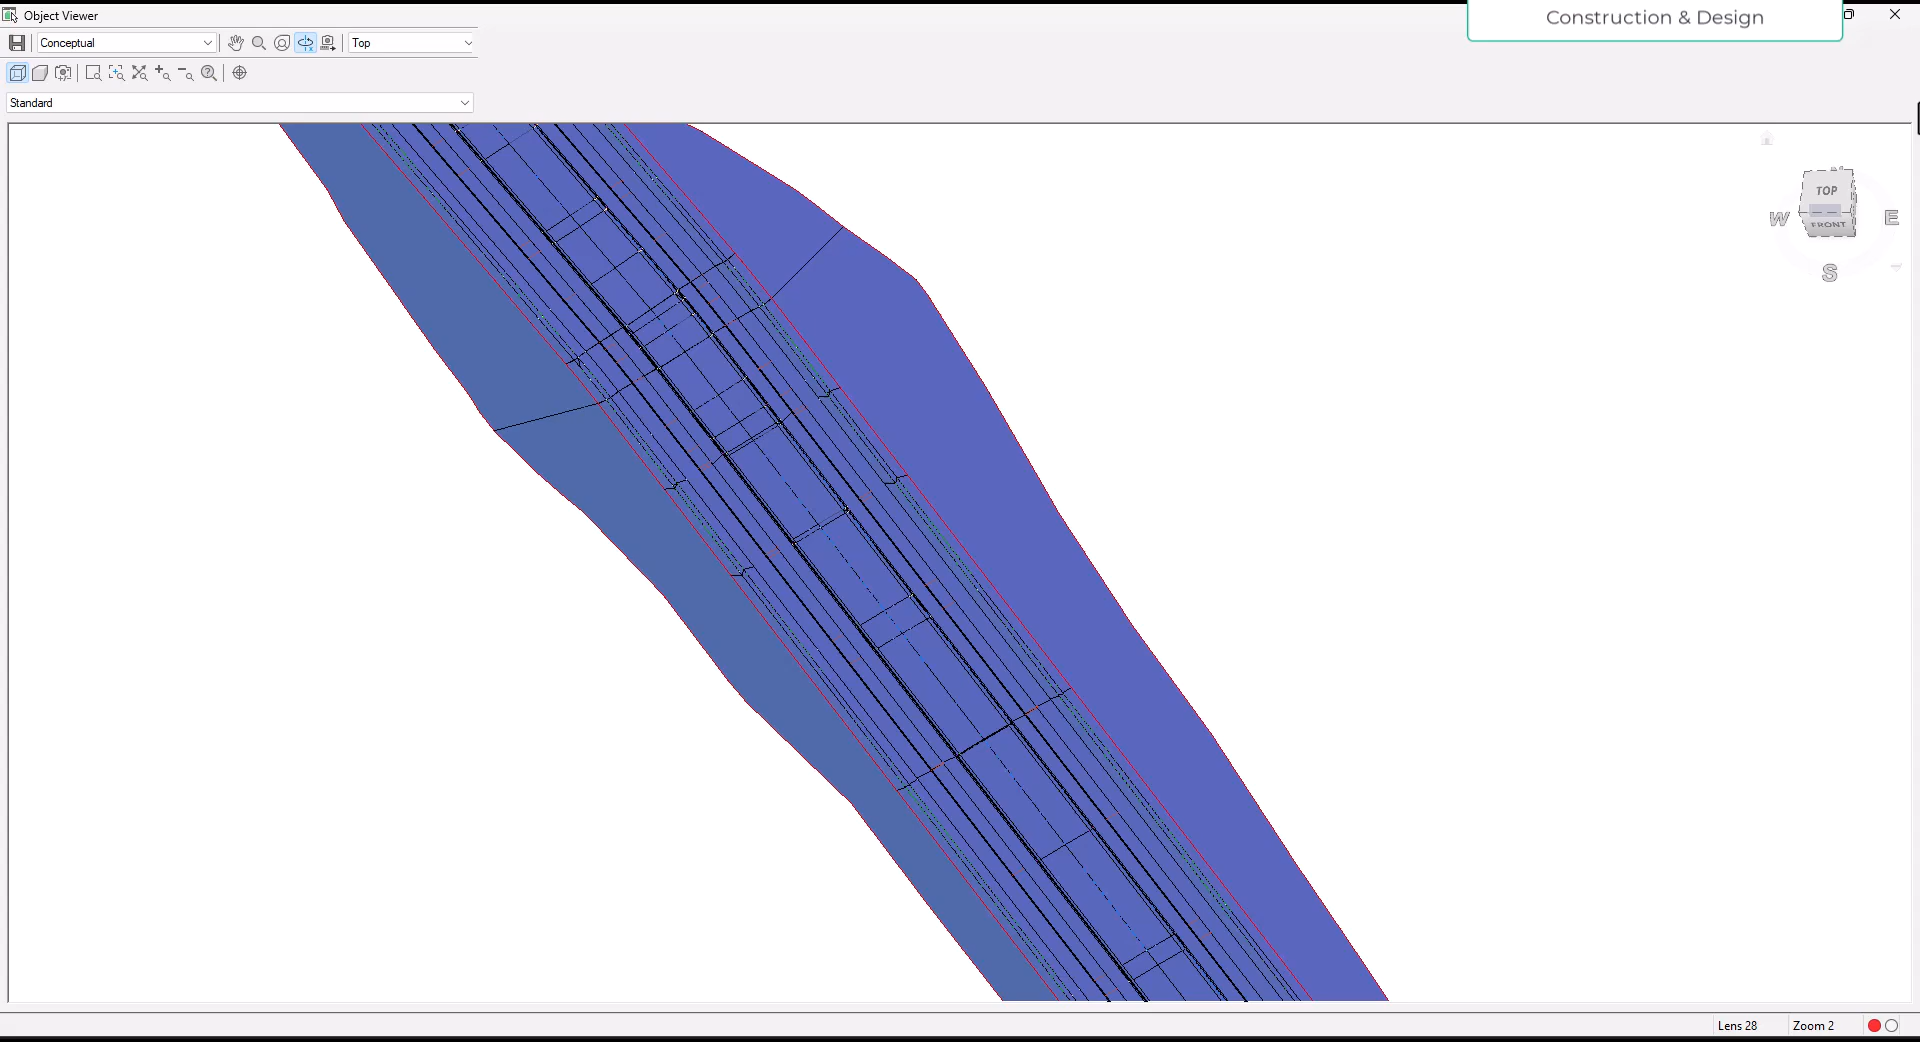 Object Viewer
Construction & Design
Conceptual
Top
Standard
TOP
W
E
FRONT
S
Lens 28
Zoom 2